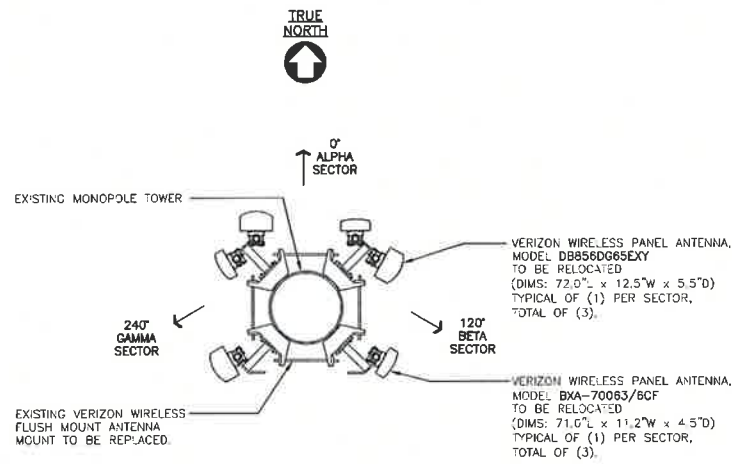 TRUE
NORTH
0°
ALPHA
SECTOR
EXISTING MONOPOLE TOWER
VERIZON WIRELESS PANEL ANTENNA,
MODEL DB856DG65EXY
TO BE RELOCATED
(DIMS: 72.0"L x 12.5"W x 5.5"D)
TYPICAL OF (1) PER SECTOR,
TOTAL OF (3).
240°
GAMMA
SECTOR
120°
BETA
SECTOR
VERIZON WIRELESS PANEL ANTENNA,
MODEL BXA-70063/6CF
TO BE RELOCATED
(DIMS: 71.0"L x 11.2"W x 4.5"D)
TYPICAL OF (1) PER SECTOR,
TOTAL OF (3).
EXISTING VERIZON WIRELESS
FLUSH MOUNT ANTENNA
MOUNT TO BE REPLACED.